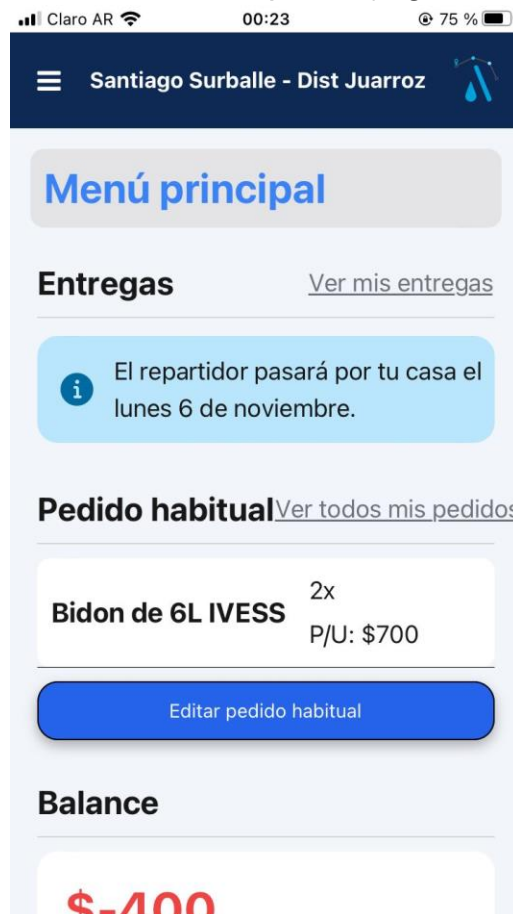 Claro AR 00:23 75 %
Santiago Surballe - Dist Juarroz
Menú principal
Entregas Ver mis entregas
El repartidor pasará por tu casa el
lunes 6 de noviembre.
Pedido habitual Ver todos mis pedidos
Bidon de 6L IVESS
2x
P/U: $700
Editar pedido habitual
Balance
$-400